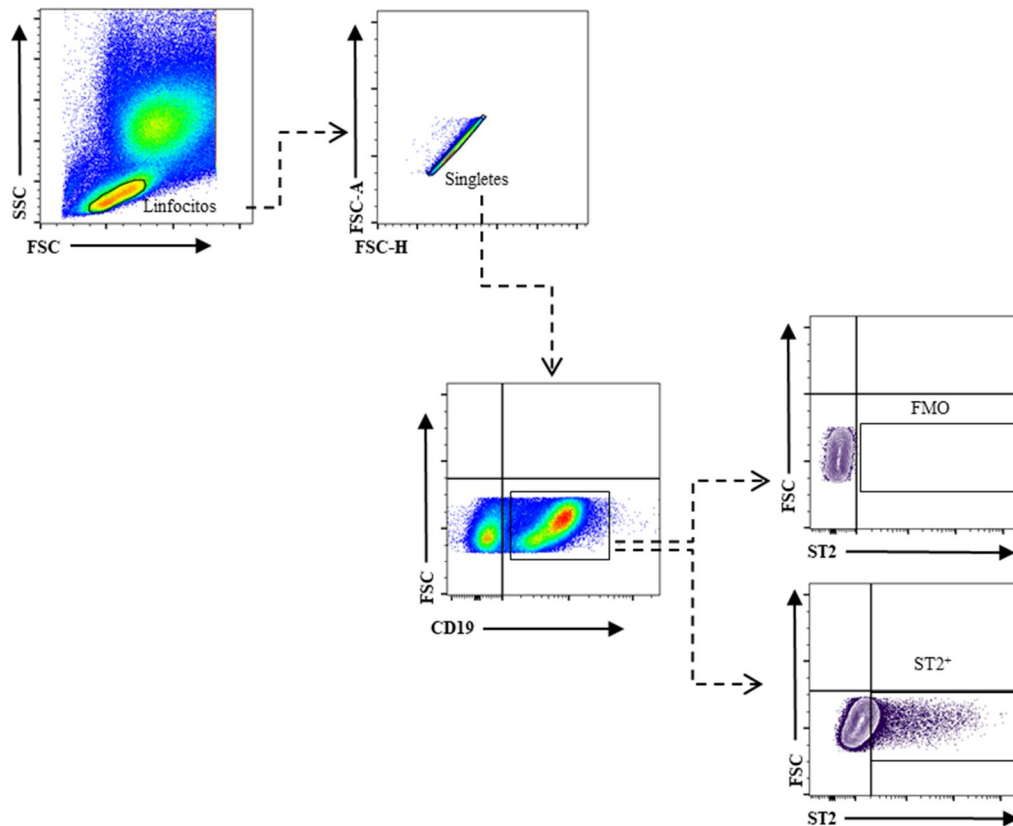 SSC
Linfocitos
FSC
FSC-A
Singletes
FSC-H
FSC
CD19
FSC
FMO
ST2
FSC
ST2⁺
ST2